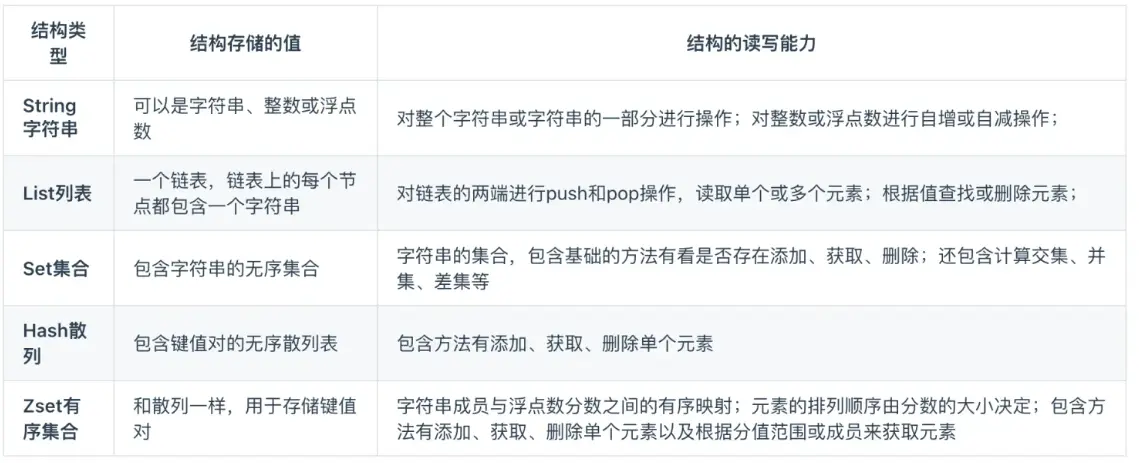 结构类
型
结构存储的值
结构的读写能力
String
字符串
可以是字符串、整数或浮点
数
对整个字符串或字符串的一部分进行操作；对整数或浮点数进行自增或自减操作；
List列表
一个链表，链表上的每个节
点都包含一个字符串
对链表的两端进行push和pop操作，读取单个或多个元素；根据值查找或删除元素；
Set集合
包含字符串的无序集合
字符串的集合，包含基础的方法有看是否存在添加、获取、删除；还包含计算交集、并
集、差集等
Hash散
列
包含键值对的无序散列表
包含方法有添加、获取、删除单个元素
Zset有
序集合
和散列一样，用于存储键值
对
字符串成员与浮点数分数之间的有序映射；元素的排列顺序由分数的大小决定；包含方
法有添加、获取、删除单个元素以及根据分值范围或成员来获取元素